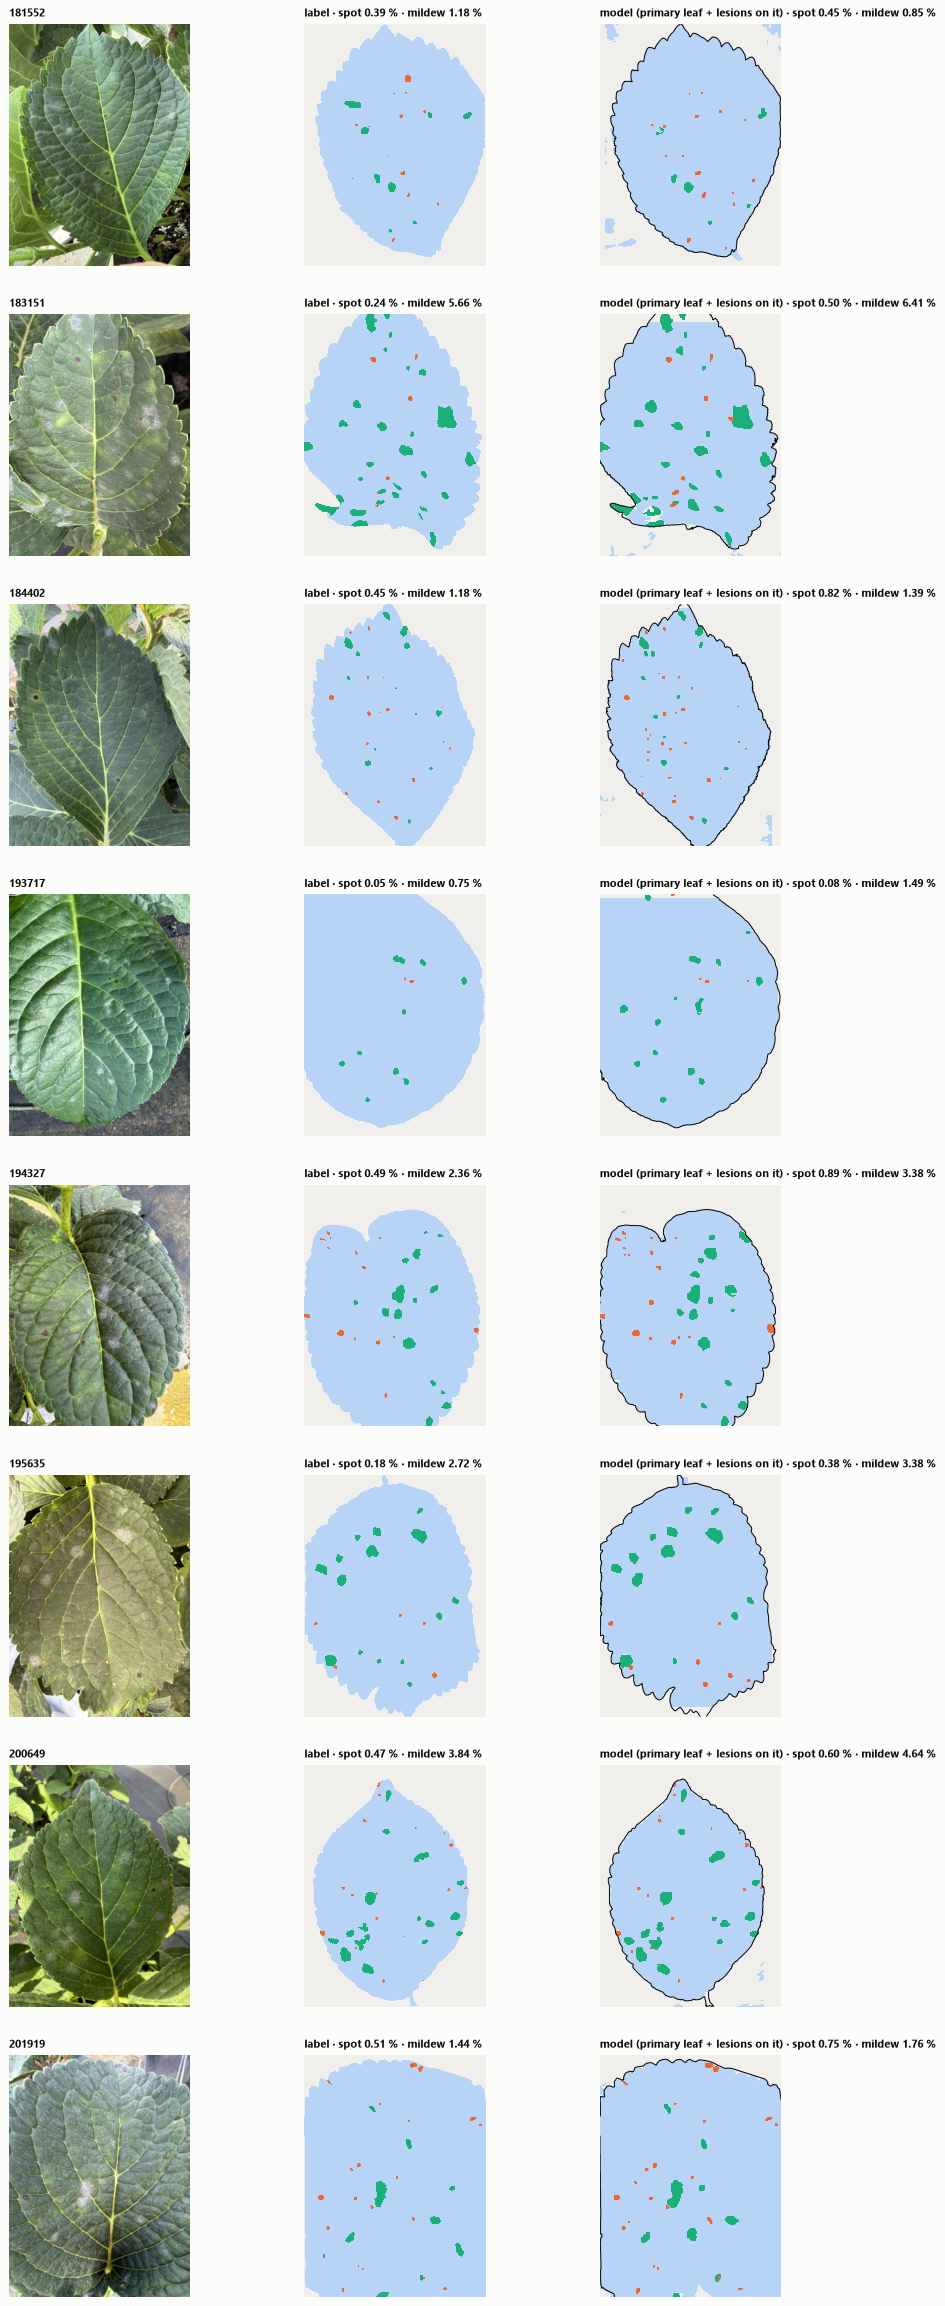 181552 label · spot 0.39 % · mildew 1.18 % model (primary leaf + lesions on it) · spot 0.45 % · mildew 0.85 %
183151 label · spot 0.24 % · mildew 5.66 % model (primary leaf + lesions on it) · spot 0.50 % · mildew 6.41 %
184402 label · spot 0.45 % · mildew 1.18 % model (primary leaf + lesions on it) · spot 0.82 % · mildew 1.39 %
193717 label · spot 0.05 % · mildew 0.75 % model (primary leaf + lesions on it) · spot 0.08 % · mildew 1.49 %
194327 label · spot 0.49 % · mildew 2.36 % model (primary leaf + lesions on it) · spot 0.89 % · mildew 3.38 %
195635 label · spot 0.18 % · mildew 2.72 % model (primary leaf + lesions on it) · spot 0.38 % · mildew 3.38 %
200649 label · spot 0.47 % · mildew 3.84 % model (primary leaf + lesions on it) · spot 0.60 % · mildew 4.64 %
201919 label · spot 0.51 % · mildew 1.44 % model (primary leaf + lesions on it) · spot 0.75 % · mildew 1.76 %